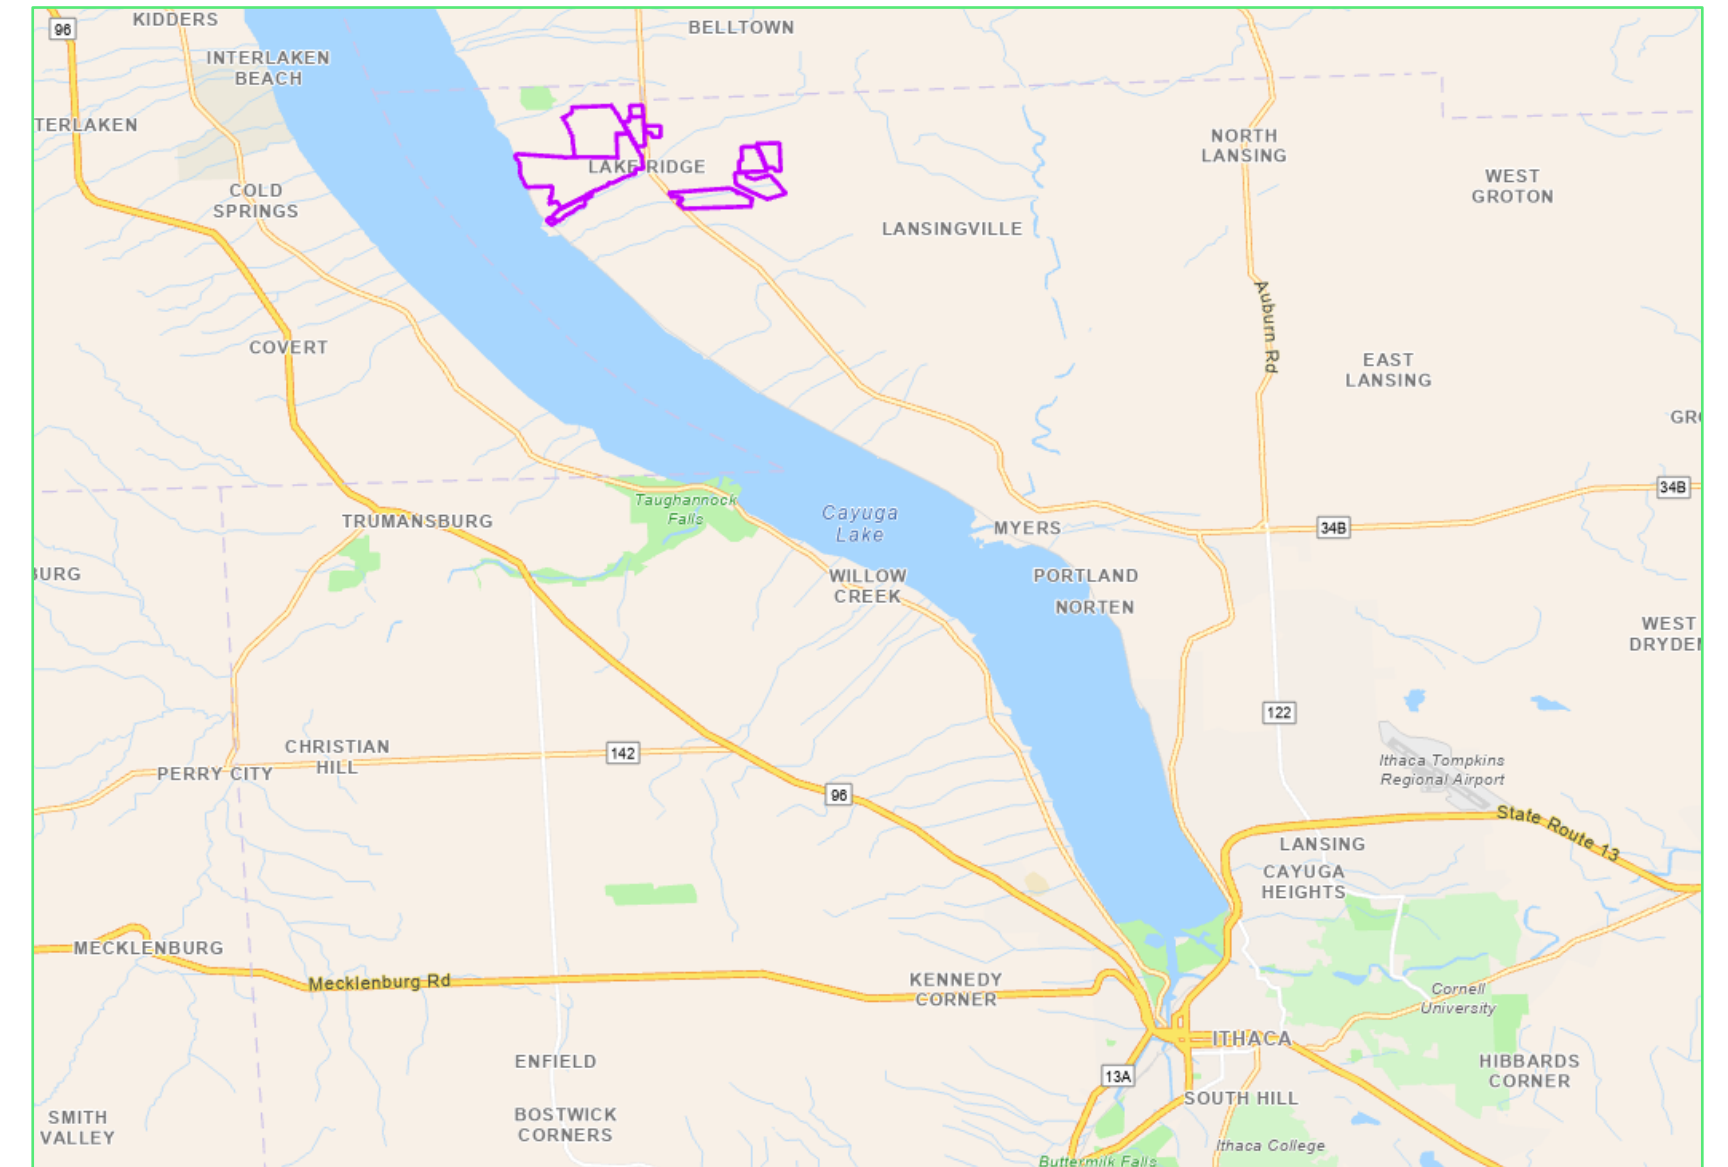 KIDDERS
96
BELLTOWN
INTERLAKEN
BEACH
TERLAKEN
NORTH
LANSING
LAKE RIDGE
WEST
GROTON
COLD
SPRINGS
LANSINGVILLE
Auburn Rd
COVERT
EAST
LANSING
GR
34B
Taughannock
Falls
TRUMANSBURG
Cayuga
Lake
MYERS
34B
BURG
WILLOW
CREEK
PORTLAND
NORTEN
WEST
DRYDE
122
CHRISTIAN
HILL
142
PERRY CITY
Ithaca Tompkins
Regional Airport
96
State Route 13
LANSING
CAYUGA
HEIGHTS
MECKLENBURG
Mecklenburg Rd
KENNEDY
CORNER
Cornell
University
ITHACA
ENFIELD
HIBBARDS
CORNER
13A
SOUTH HILL
SMITH
VALLEY
BOSTWICK
CORNERS
Ithaca College
Buttermilk Falls